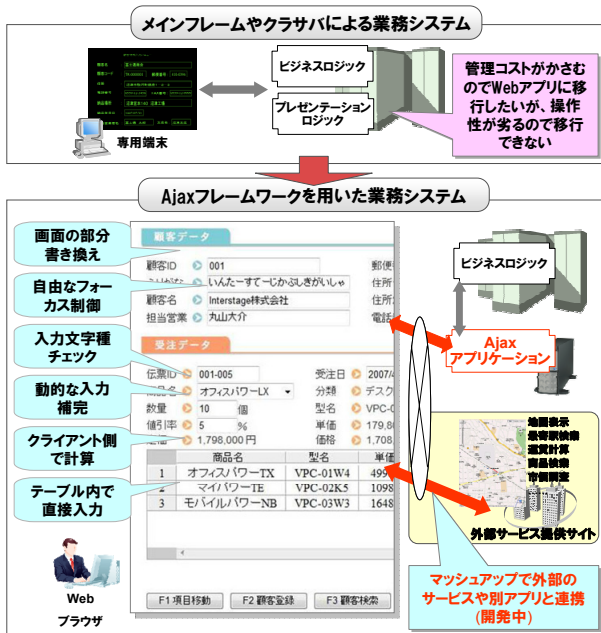 メインフレームやクラサバによる業務システム
ビジネスロジック
プレゼンテーション
ロジック
管理コストがかさむ
のでWebアプリに移
行したいが、操作
性が劣るので移行
できない
専用端末
Ajaxフレームワークを用いた業務システム
画面の部分
書き換え
自由なフォー
カス制御
入力文字種
チェック
動的な入力
補完
クライアント側
で計算
テーブル内で
直接入力
顧客データ
顧客ID 001
いんたーすてーじかぶしきがいしゃ 住所
顧客名 Interstage株式会社
担当営業 丸山大介
受注データ
伝票ID 001-005 受注日 2007/4
オフィスパワーLX 分類 デスク
数量 10 個 型名 VPC-0
値引率 5 % 単価 179,80
1,798,000 円 価格 1,708,
商品名 型名 単価
1 オフィスパワーTX VPC-01W4 499
2 マイパワーTE VPC-02K5 1098
3 モバイルパワーNB VPC-03W3 1648
F1 項目移動 F2 顧客登録 F3 顧客検索
Web
ブラウザ
ビジネスロジック
Ajax
アプリケーション
地図表示
最寄駅検索
運賃計算
商品検索
市価調査
外部サービス提供サイト
マッシュアップで外部の
サービスや別アプリと連携
(開発中)